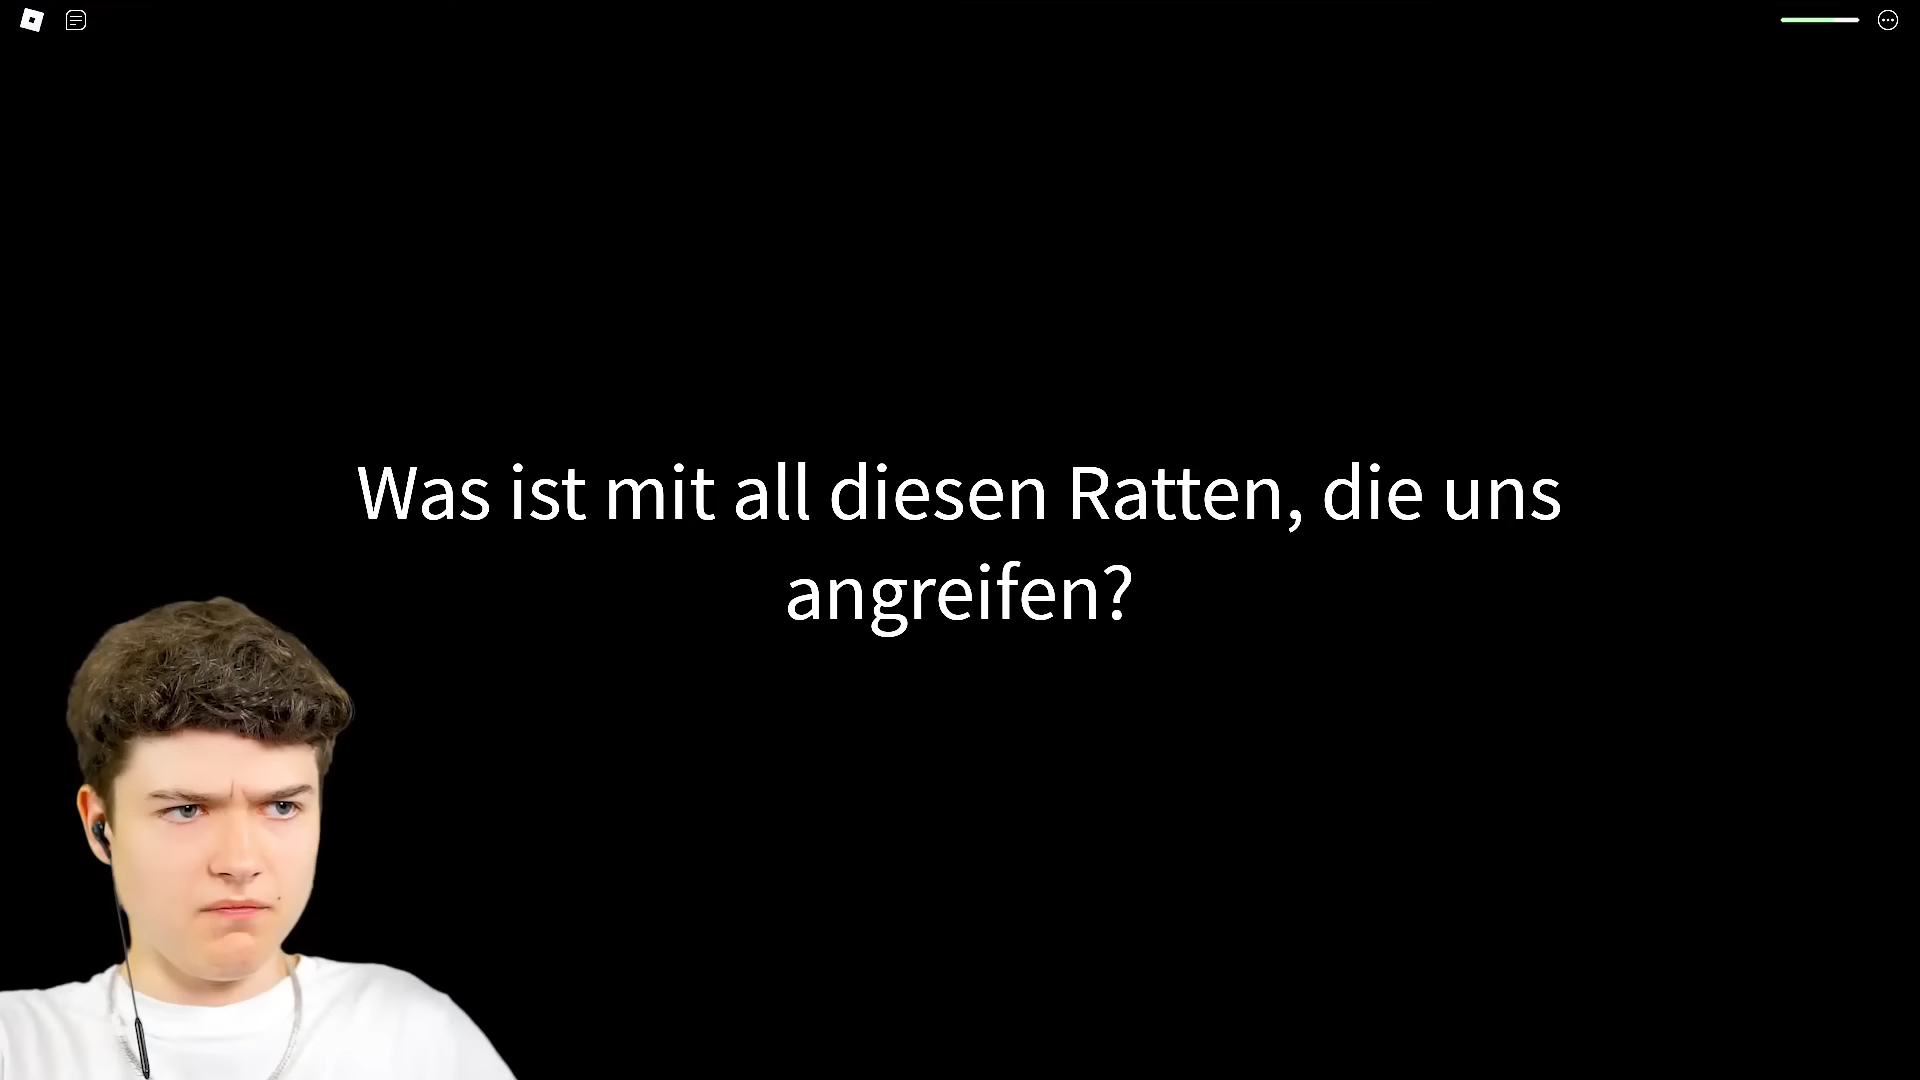 Was ist mit all diesen Ratten, die uns
angreifen?